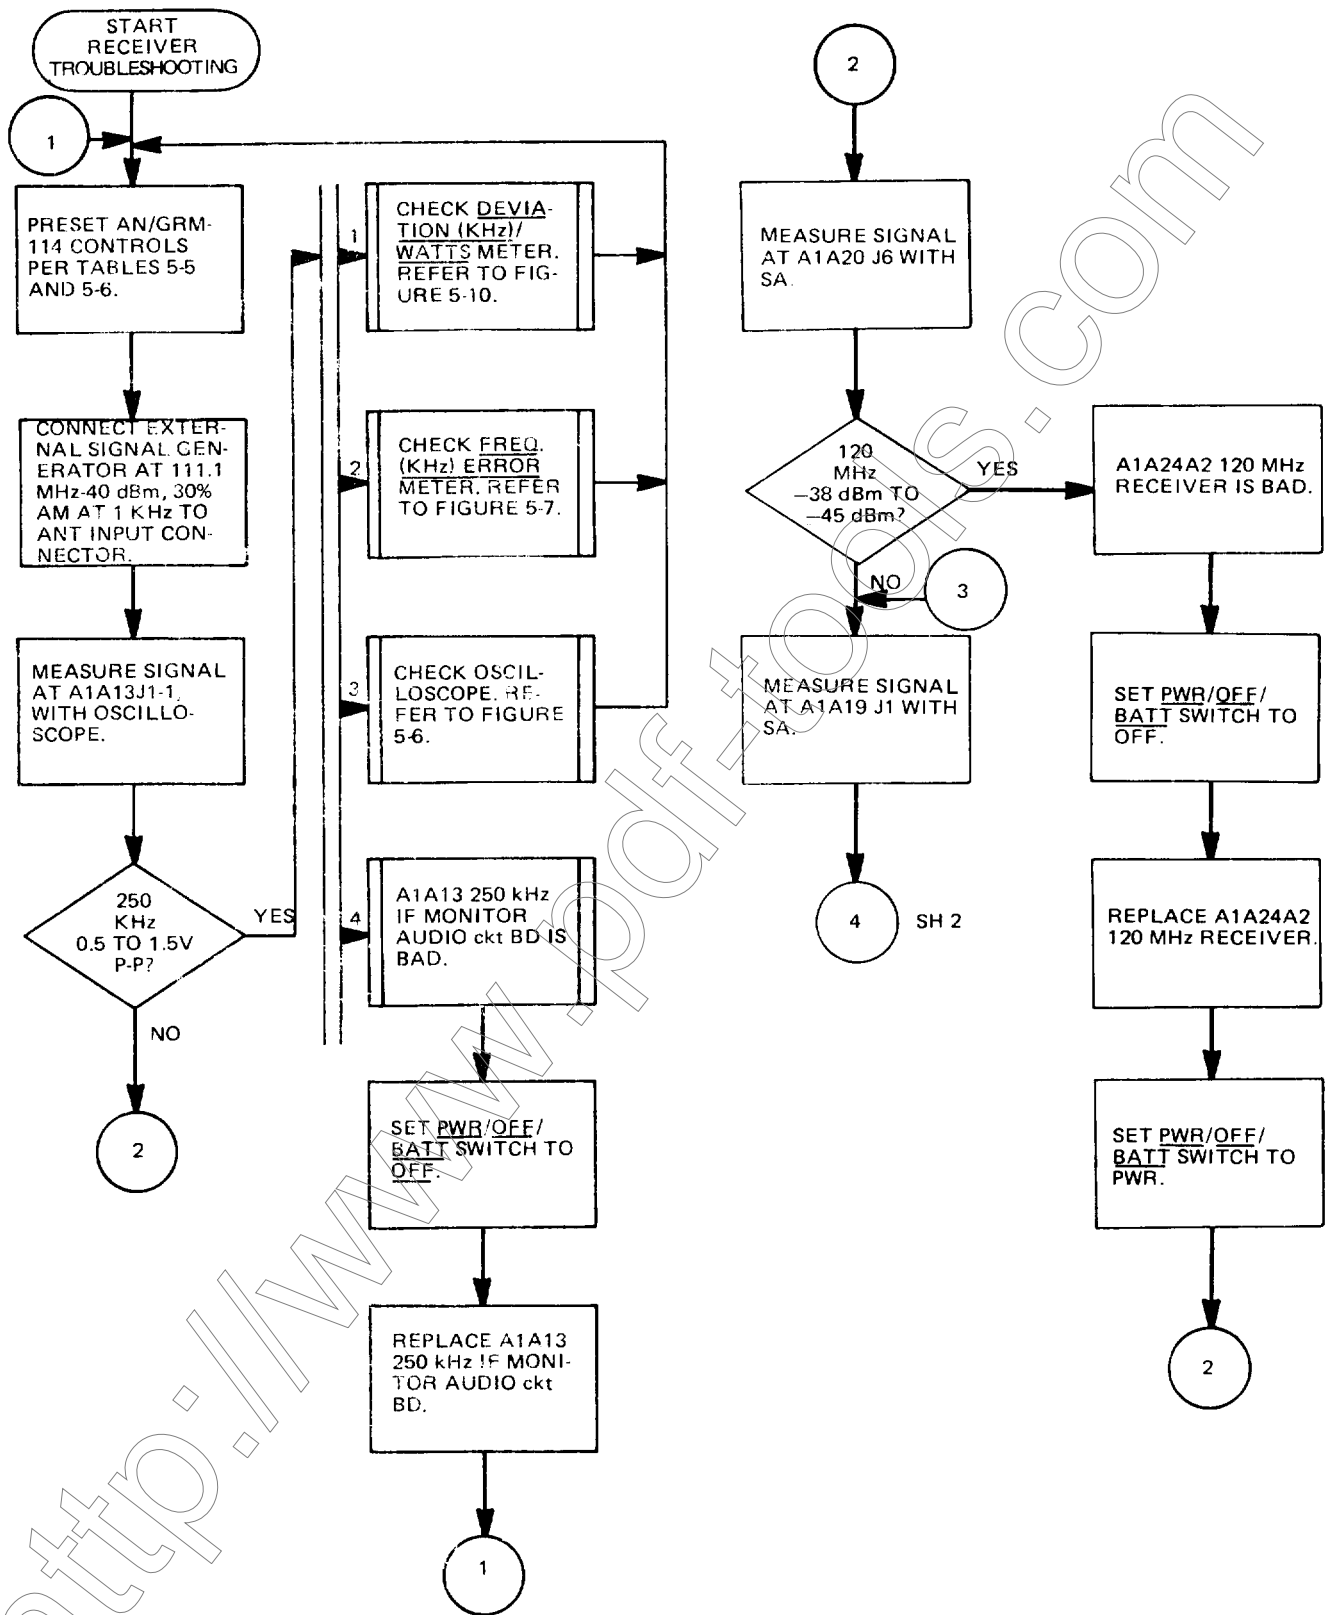 START
RECEIVER
TROUBLESHOOTING
1
PRESET AN/GRM-
114 CONTROLS
PER TABLES 5-5
AND 5-6.
CONNECT EXTER-
NAL SIGNAL GEN-
ERATOR AT 111.1
MHz-40 dBm, 30%
AM AT 1 KHz TO
ANT INPUT CON-
NECTOR.
MEASURE SIGNAL
AT A1A13J1-1,
WITH OSCILLO-
SCOPE.
250
KHz
0.5 TO 1.5V
P-P?
YES
NO
2
1
CHECK DEVIA-
TION (KHz)/
WATTS METER.
REFER TO FIG-
URE 5-10.
2
CHECK FREQ.
(KHz) ERROR
METER. REFER
TO FIGURE 5-7.
3
CHECK OSCIL-
LOSCOPE. RE-
FER TO FIGURE
5-6.
4
A1A13 250 kHz
IF MONITOR
AUDIO ckt BD IS
BAD.
SET PWR/OFF/
BATT SWITCH TO
OFF.
REPLACE A1A13
250 kHz IF MONI-
TOR AUDIO ckt
BD.
1
2
MEASURE SIGNAL
AT A1A20 J6 WITH
SA.
120
MHz
—38 dBm TO
—45 dBm?
YES
NO
3
MEASURE SIGNAL
AT A1A19 J1 WITH
SA.
4
SH 2
A1A24A2 120 MHz
RECEIVER IS BAD.
SET PWR/OFF/
BATT SWITCH TO
OFF.
REPLACE A1A24A2
120 MHz RECEIVER.
SET PWR/OFF/
BATT SWITCH TO
PWR.
2
http://www.pdf-tools.com